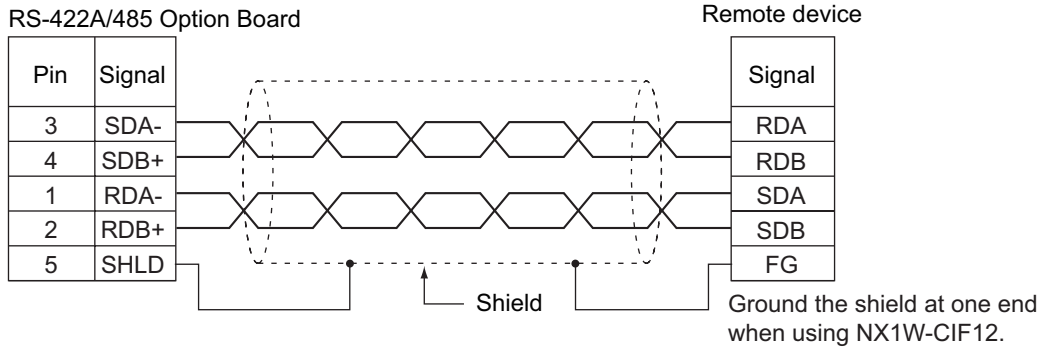 RS-422A/485 Option Board
Remote device
Pin Signal
Signal
3 SDA- RDA
4 SDB+ RDB
1 RDA- SDA
2 RDB+ SDB
5 SHLD FG
Shield
Ground the shield at one end
when using NX1W-CIF12.